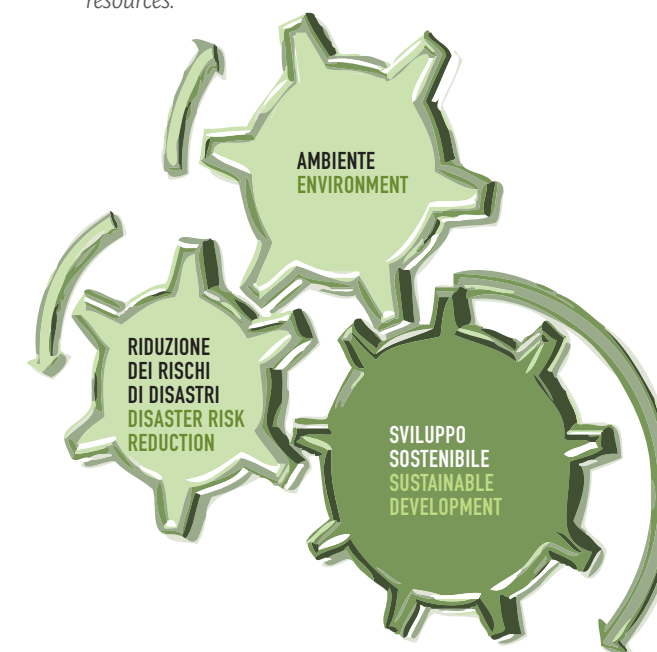 resources.
AMBIENTE
ENVIRONMENT
RIDUZIONE
DEI RISCHI
DI DISASTRI
DISASTER RISK
REDUCTION
SVILUPPO
SOSTENIBILE
SUSTAINABLE
DEVELOPMENT